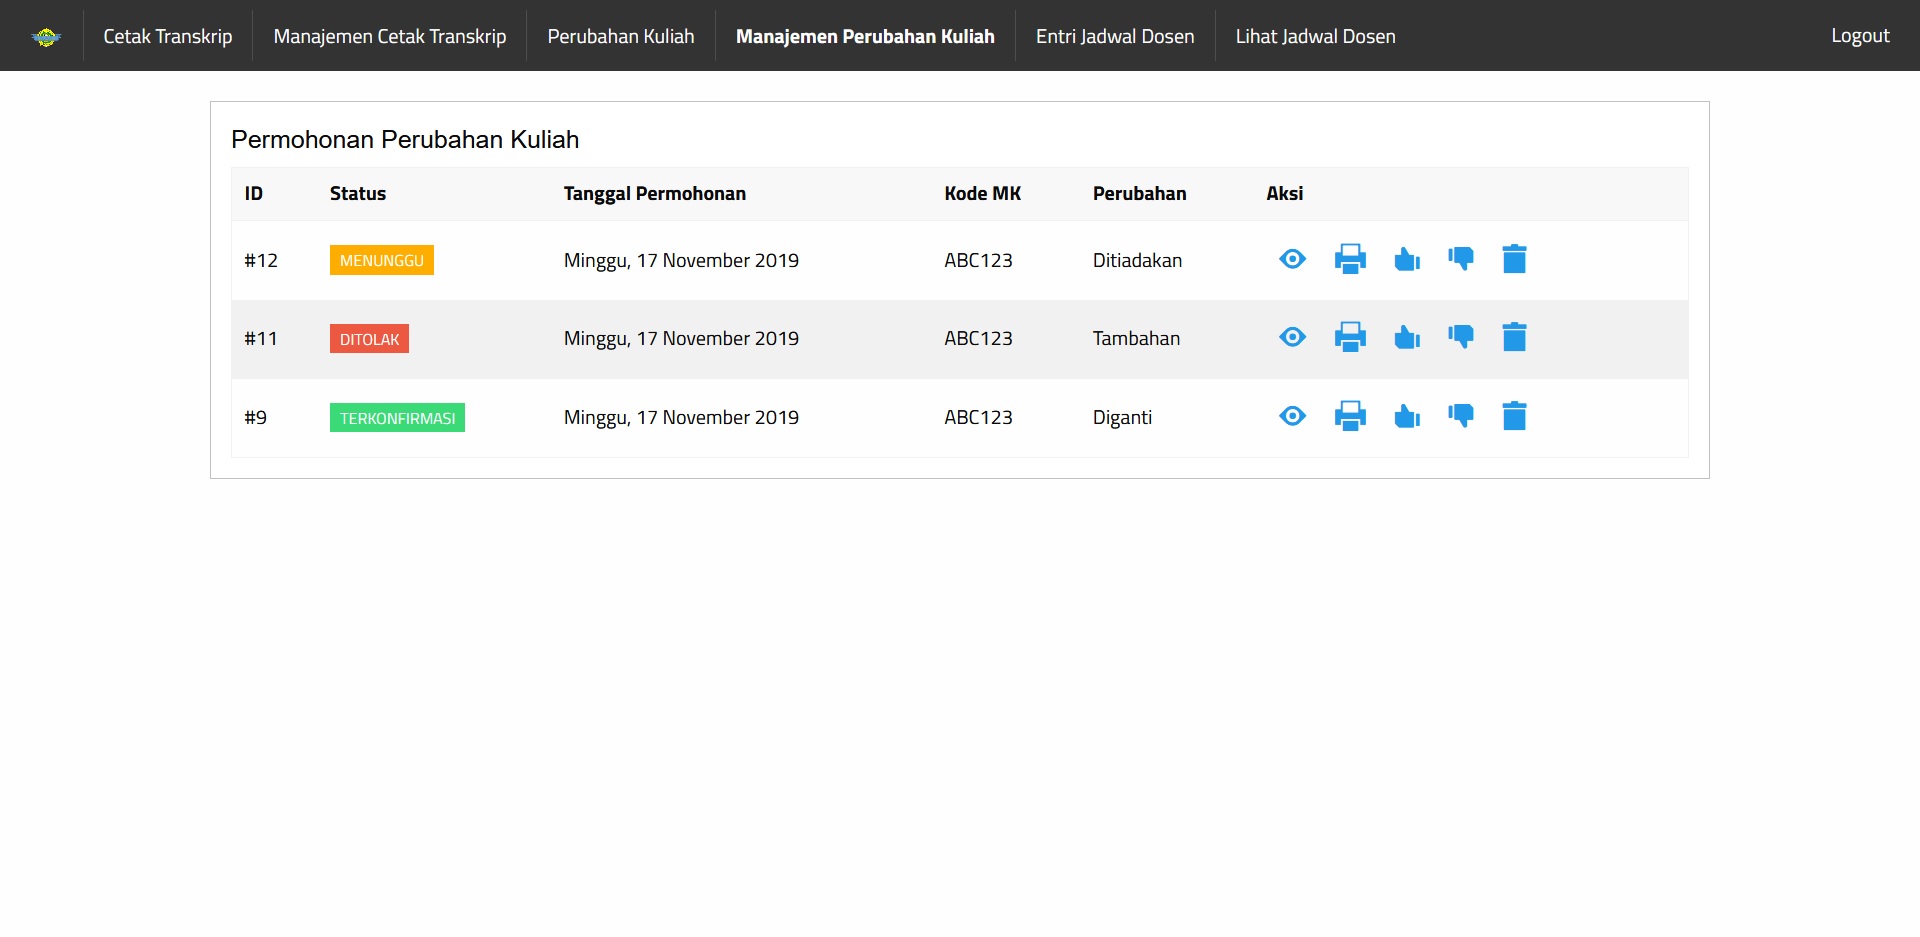 Cetak Transkrip Manajemen Cetak Transkrip Perubahan Kuliah Manajemen Perubahan Kuliah Entri Jadwal Dosen Lihat Jadwal Dosen Logout
Permohonan Perubahan Kuliah
ID Status Tanggal Permohonan Kode MK Perubahan Aksi
#12 MENUNGGU Minggu, 17 November 2019 ABC123 Ditiadakan
#11 DITOLAK Minggu, 17 November 2019 ABC123 Tambahan
#9 TERKONFIRMASI Minggu, 17 November 2019 ABC123 Diganti